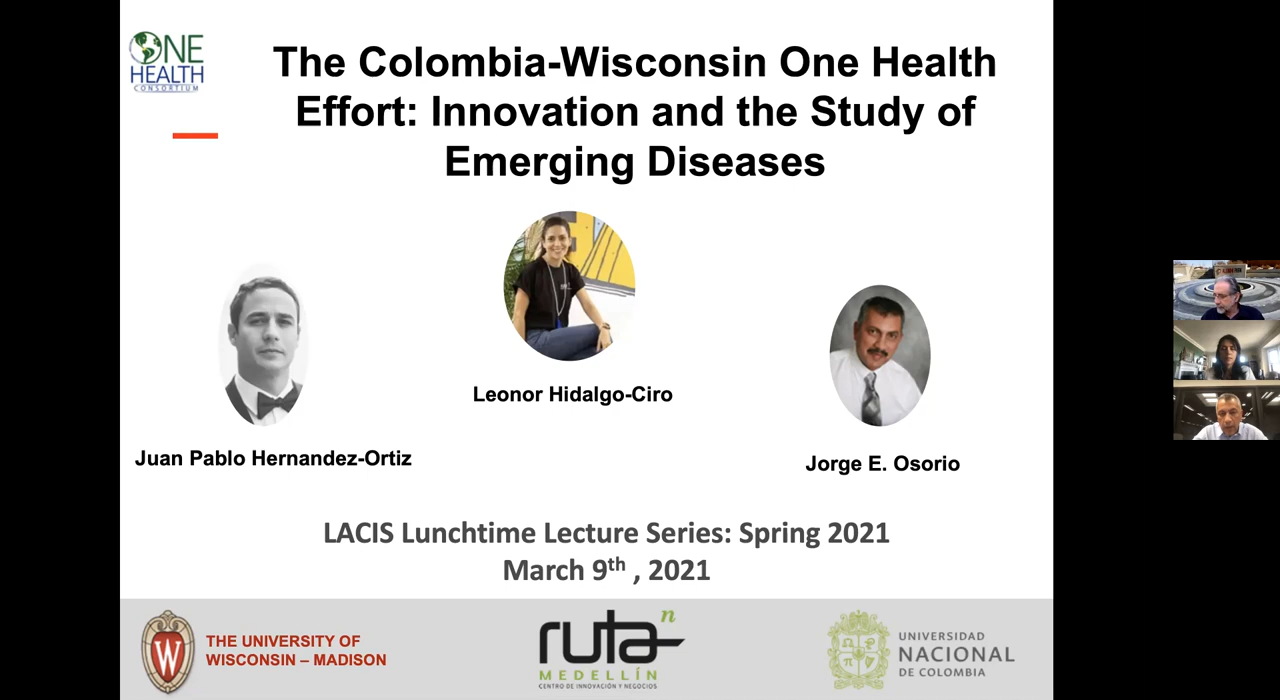 ONE
HEALTH
CONSORTIUM
The Colombia-Wisconsin One Health
Effort: Innovation and the Study of
Emerging Diseases
Leonor Hidalgo-Ciro
Juan Pablo Hernandez-Ortiz
Jorge E. Osorio
LACIS Lunchtime Lecture Series: Spring 2021
March 9th , 2021
W
THE UNIVERSITY OF
WISCONSIN – MADISON
ruta n
MEDELLÍN
CENTRO DE INNOVACIÓN Y NEGOCIOS
UNIVERSIDAD
NACIONAL
DE COLOMBIA